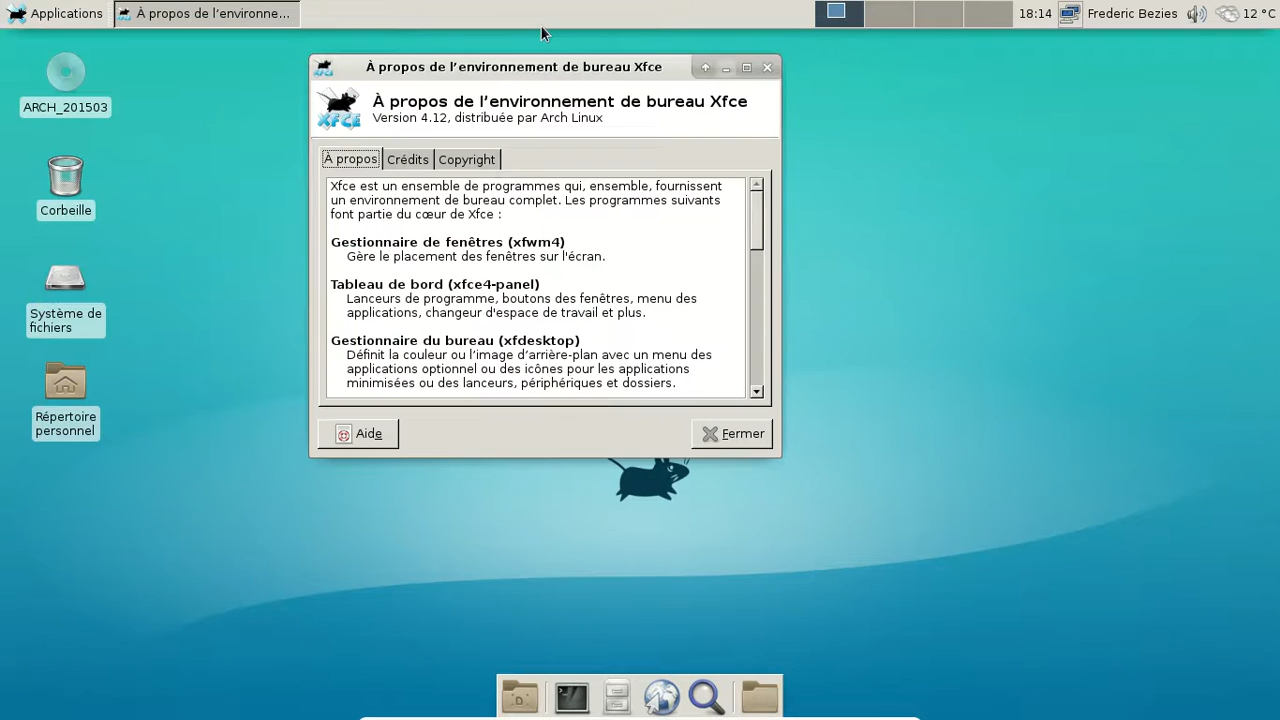 Applications
À propos de l’environne...
18:14
Frederic Bezies
12 °C
ARCH_201503
Corbeille
Système de
fichiers
Répertoire
personnel
À propos de l’environnement de bureau Xfce
À propos de l’environnement de bureau Xfce
Version 4.12, distribuée par Arch Linux
XFCE
À propos
Crédits
Copyright
Xfce est un ensemble de programmes qui, ensemble, fournissent
un environnement de bureau complet. Les programmes suivants
font partie du cœur de Xfce :
Gestionnaire de fenêtres (xfwm4)
Gère le placement des fenêtres sur l'écran.
Tableau de bord (xfce4-panel)
Lanceurs de programme, boutons des fenêtres, menu des
applications, changeur d'espace de travail et plus.
Gestionnaire du bureau (xfdesktop)
Définit la couleur ou l’image d’arrière-plan avec un menu des
applications optionnel ou des icônes pour les applications
minimisées ou des lanceurs, périphériques et dossiers.
Aide
Fermer